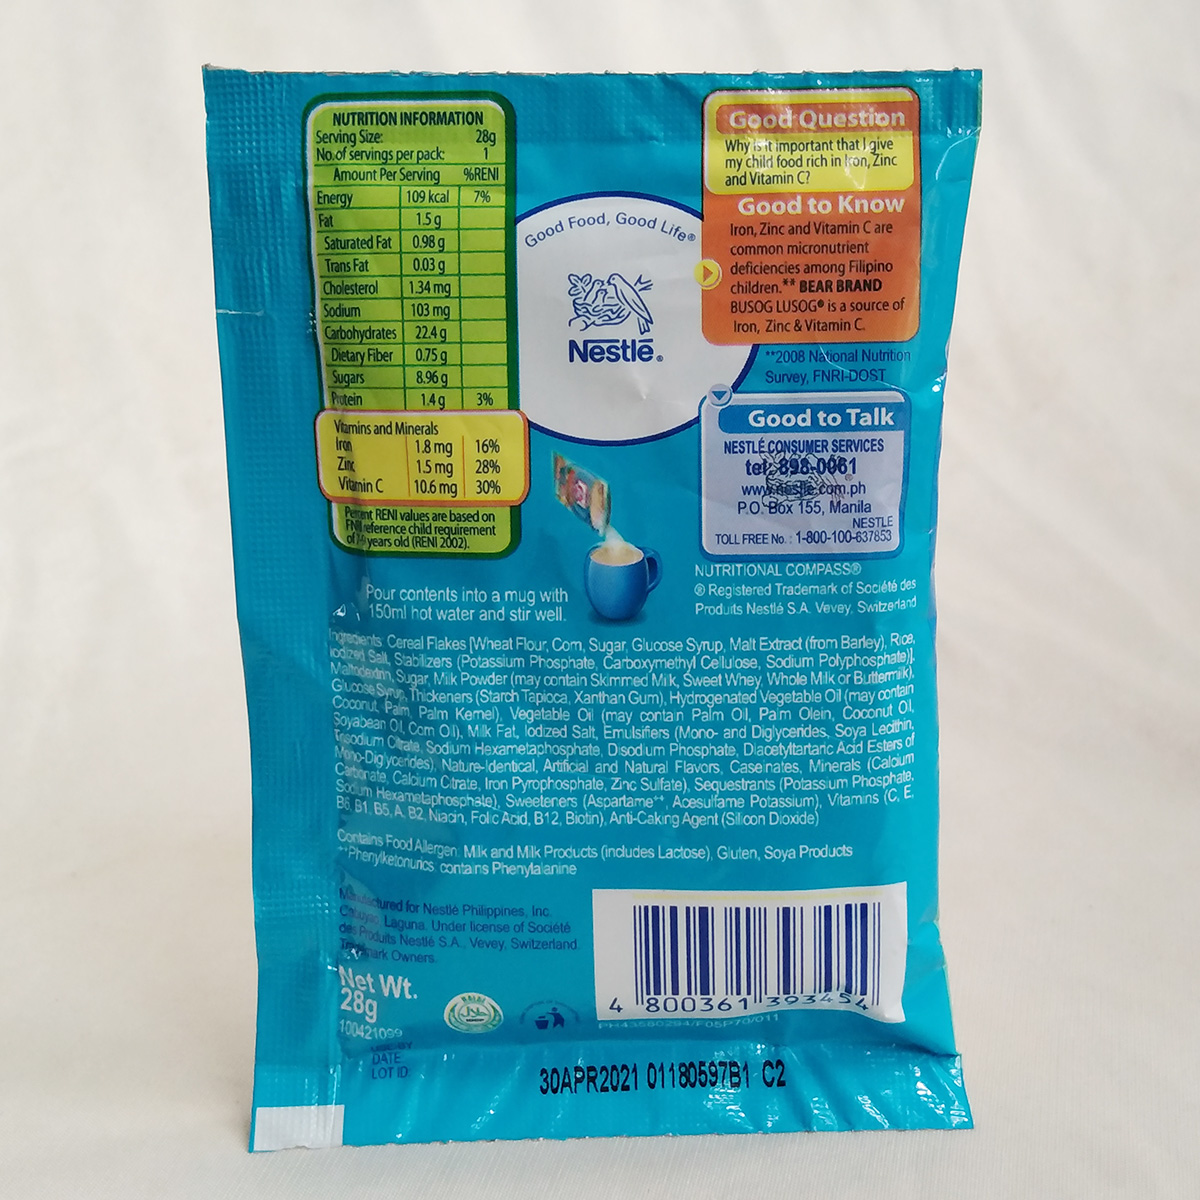 NUTRITION INFORMATION
Serving Size: 28g
No. of servings per pack: 1
Amount Per Serving %RENI
Energy 109 kcal 7%
Fat 1.5 g
Saturated Fat 0.98 g
Trans Fat 0.03 g
Cholesterol 1.34 mg
Sodium 103 mg
Carbohydrates 22.4 g
Dietary Fiber 0.75 g
Sugars 8.96 g
Protein 1.4 g 3%
Vitamins and Minerals
Iron 1.8 mg 16%
Zinc 1.5 mg 28%
Vitamin C 10.6 mg 30%
Percent RENI values are based on
FNRI reference child requirement
of years old (RENI 2002).
Good Food, Good Life®
Nestlé®
Good Question
Why is it important that I give
my child food rich in Iron, Zinc
and Vitamin C?
Good to Know
Iron, Zinc and Vitamin C are
common micronutrient
deficiencies among Filipino
children.** BEAR BRAND
BUSOG LUSOG® is a source of
Iron, Zinc & Vitamin C.
**2008 National Nutrition
Survey, FNRI-DOST
Good to Talk
NESTLÉ CONSUMER SERVICES
tel. 898-0061
www.nestle.com.ph
P.O. Box 155, Manila
NESTLE
TOLL FREE No. : 1-800-100-637853
NUTRITIONAL COMPASS®
® Registered Trademark of Société des
Produits Nestlé S.A. Vevey, Switzerland
Pour contents into a mug with
150ml hot water and stir well.
Ingredients: Cereal Flakes [Wheat Flour, Corn, Sugar, Glucose Syrup, Malt Extract (from Barley), Rice,
Iodized Salt, Stabilizers (Potassium Phosphate, Carboxymethyl Cellulose, Sodium Polyphosphate)],
Maltodextrin, Sugar, Milk Powder (may contain Skimmed Milk, Sweet Whey, Whole Milk or Buttermilk),
Glucose Syrup, Thickeners (Starch Tapioca, Xanthan Gum), Hydrogenated Vegetable Oil (may contain
Coconut, Palm, Palm Kernel), Vegetable Oil (may contain Palm Oil, Palm Olein, Coconut Oil,
Soyabean Oil, Corn Oil), Milk Fat, Iodized Salt, Emulsifiers (Mono- and Diglycerides, Soya Lecithin,
Trisodium Citrate, Sodium Hexametaphosphate, Disodium Phosphate, Diacetyltartaric Acid Esters of
Mono-Diglycerides), Nature-Identical, Artificial and Natural Flavors, Caseinates, Minerals (Calcium
Carbonate, Calcium Citrate, Iron Pyrophosphate, Zinc Sulfate), Sequestrants (Potassium Phosphate,
Sodium Hexametaphosphate), Sweeteners (Aspartame**, Acesulfame Potassium), Vitamins (C, E,
B6, B1, B5, A, B2, Niacin, Folic Acid, B12, Biotin), Anti-Caking Agent (Silicon Dioxide)
Contains Food Allergen: Milk and Milk Products (includes Lactose), Gluten, Soya Products
**Phenylketonurics: contains Phenylalanine
Manufactured for Nestlé Philippines, Inc.
Cabuyao, Laguna. Under license of Société
des Produits Nestlé S.A., Vevey, Switzerland.
Trademark Owners.
Net Wt.
28g
100421099
4 800361 393454
PH43580294/F05P70/011
USE BY
DATE
LOT ID:
30APR2021 01180597B1 C2